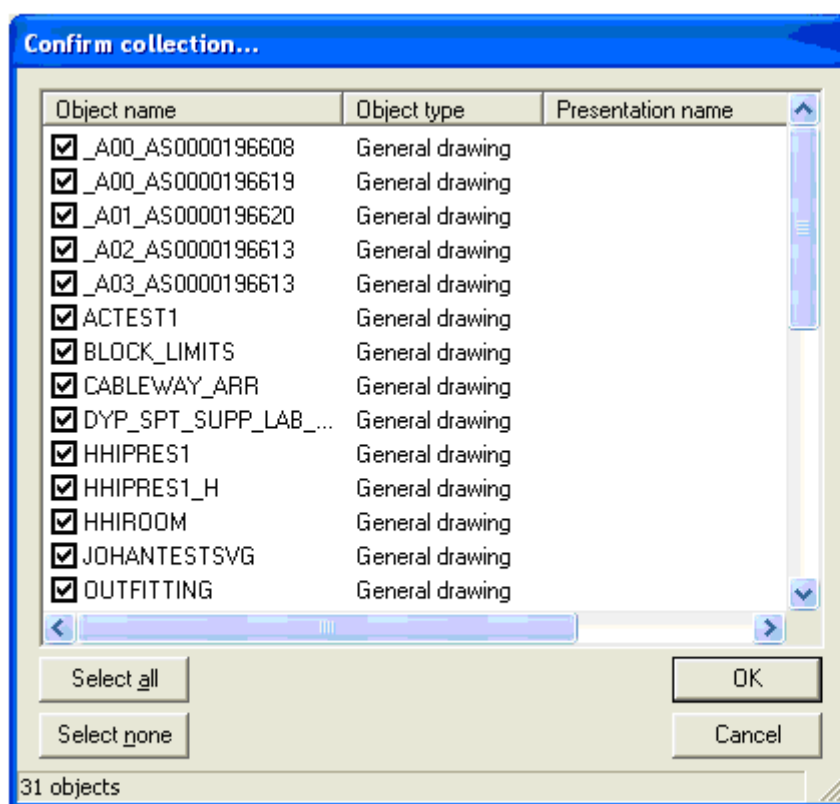 Confirm collection...
Object name Object type Presentation name
_A00_AS0000196608 General drawing
_A00_AS0000196619 General drawing
_A01_AS0000196620 General drawing
_A02_AS0000196613 General drawing
_A03_AS0000196613 General drawing
ACTEST1 General drawing
BLOCK_LIMITS General drawing
CABLEWAY_ARR General drawing
DYP_SPT_SUPP_LAB_... General drawing
HHIPRES1 General drawing
HHIPRES1_H General drawing
HHIROOM General drawing
JOHANTESTSVG General drawing
OUTFITTING General drawing
Select all OK
Select none Cancel
31 objects